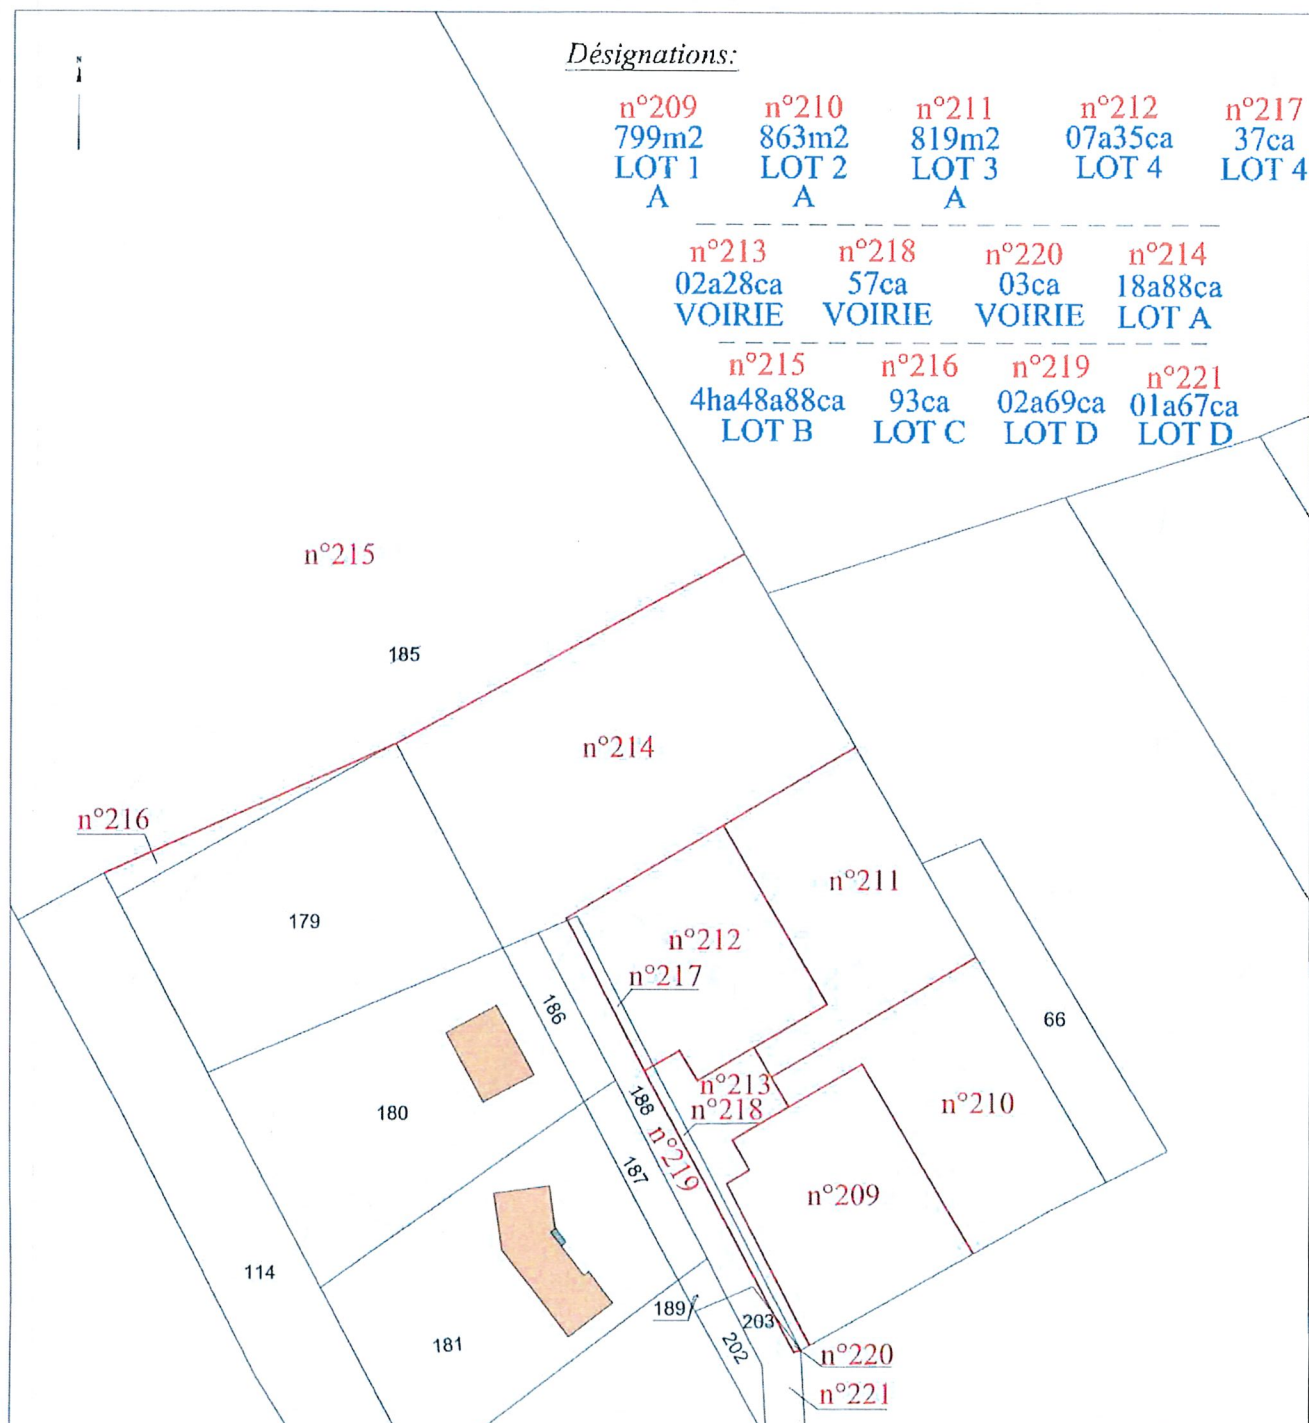 N
Désignations:
n°209 n°210 n°211 n°212 n°217
799m2 863m2 819m2 07a35ca 37ca
LOT 1 LOT 2 LOT 3 LOT 4 LOT 4
A A A
n°213 n°218 n°220 n°214
02a28ca 57ca 03ca 18a88ca
VOIRIE VOIRIE VOIRIE LOT A
n°215 n°216 n°219 n°221
4ha48a88ca 93ca 02a69ca 01a67ca
LOT B LOT C LOT D LOT D
n°215
185
n°214
n°216
n°211
179
n°212
n°217
186
66
n°213
188
n°218
n°210
180
n°219
187
n°209
114
189
203
181
202
n°220
n°221